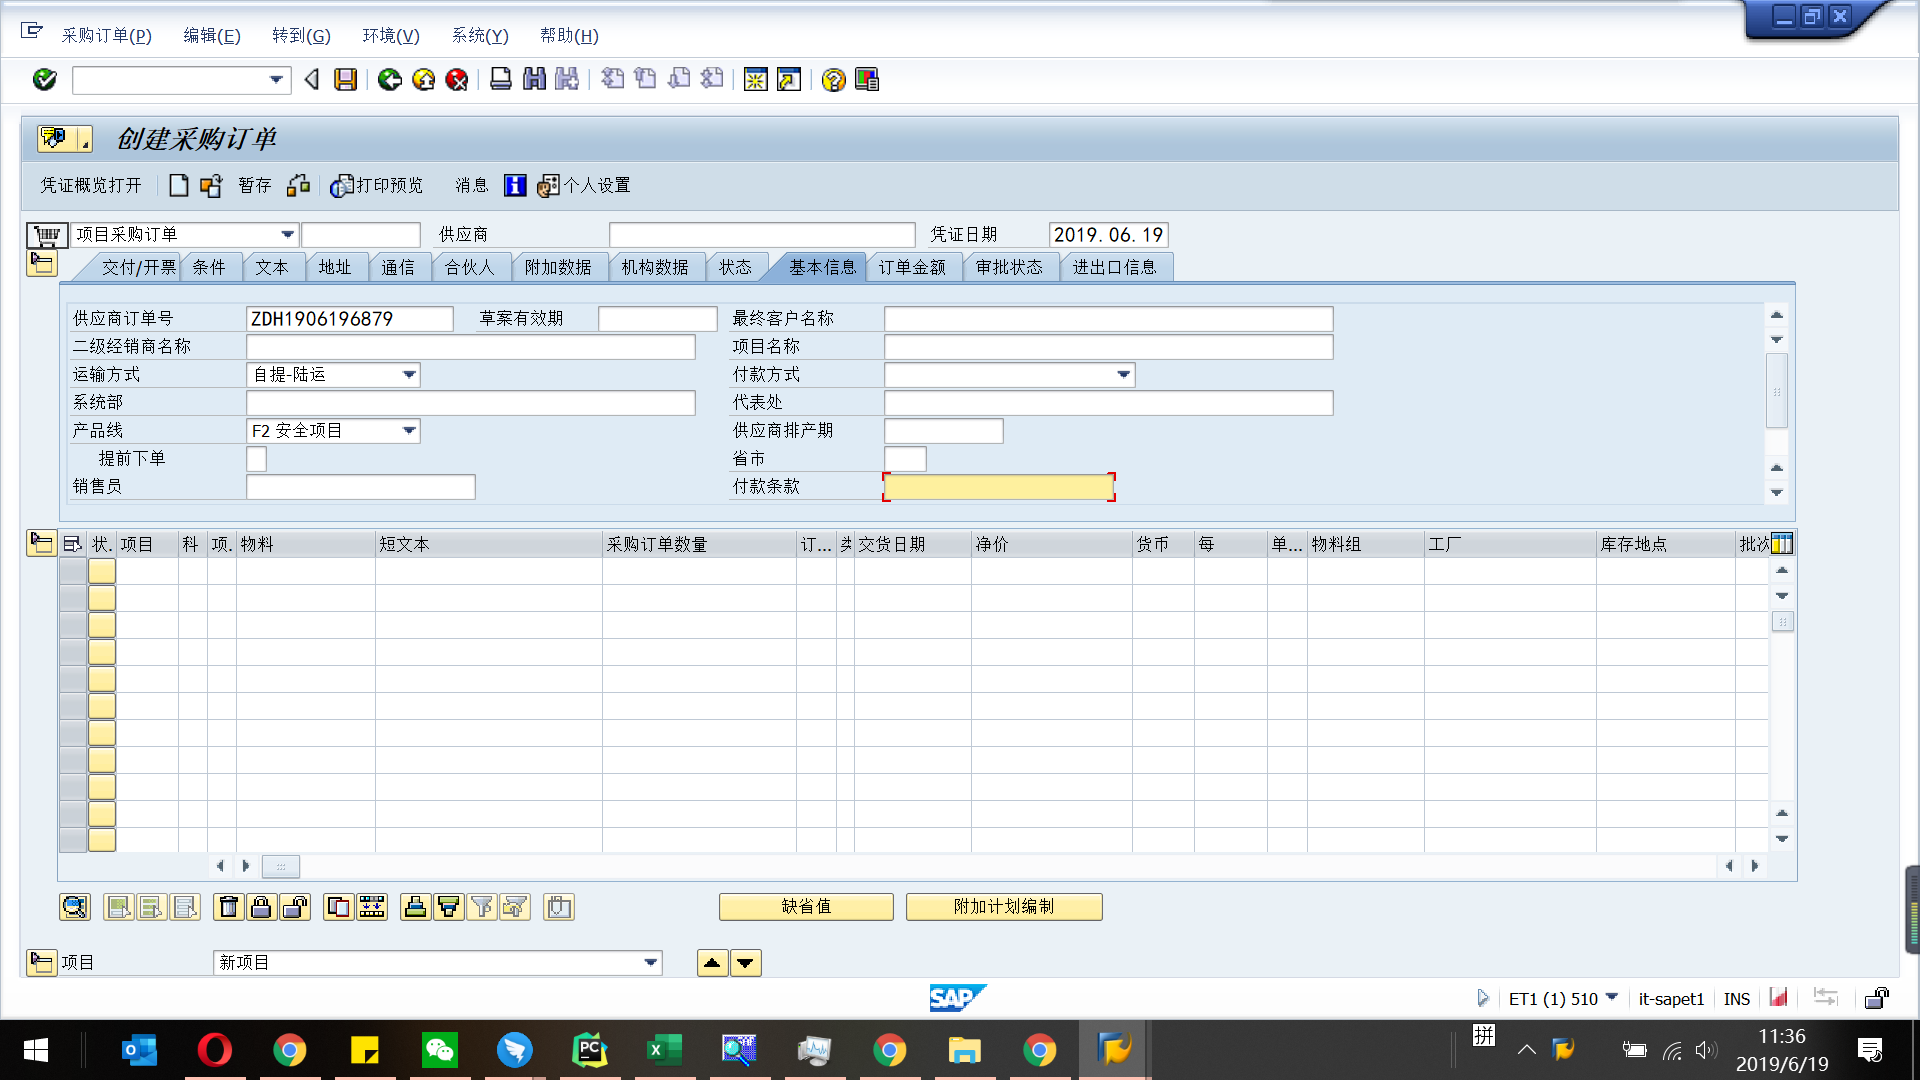 采购订单(P) 编辑(E) 转到(G) 环境(V) 系统(Y) 帮助(H)
创建采购订单
凭证概览打开 暂存 打印预览 消息 个人设置
项目采购订单 供应商 凭证日期 2019.06.19
交付/开票 条件 文本 地址 通信 合伙人 附加数据 机构数据 状态 基本信息 订单金额 审批状态 进出口信息
供应商订单号 ZDH1906196879 草案有效期 最终客户名称
二级经销商名称 项目名称
运输方式 自提-陆运 付款方式
系统部 代表处
产品线 F2 安全项目 供应商排产期
提前下单 省市
销售员 付款条款
状. 项目 科 项. 物料 短文本 采购订单数量 订... 交货日期 净价 货币 每 单... 物料组 工厂 库存地点 批次
缺省值 附加计划编制
项目 新项目
SAP ET1 (1) 510 it-sapet1 INS
拼 11:36
2019/6/19